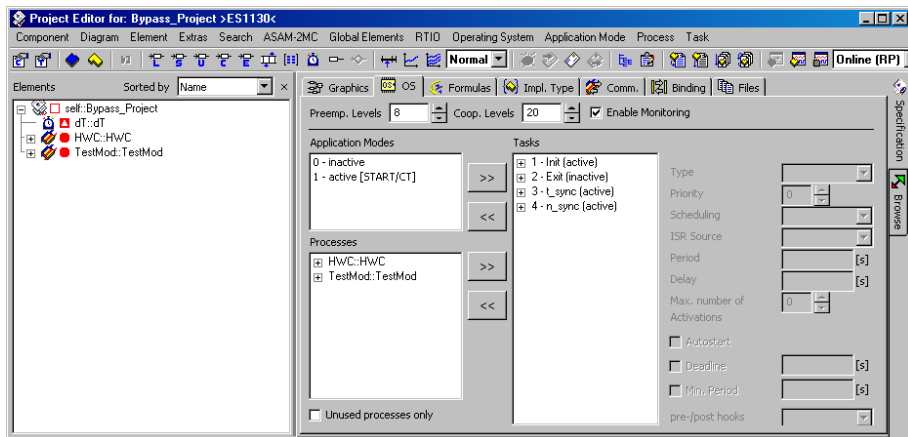 Project Editor for: Bypass_Project >ES1130<
Component Diagram Element Extras Search ASAM-2MC Global Elements RTIO Operating System Application Mode Process Task
Normal Online (RP)
Elements Sorted by Name
Graphics OS Formulas Impl. Type Comm. Binding Files
self::Bypass_Project
dT::dT
HWC::HWC
TestMod::TestMod
Preemp. Levels 8 Coop. Levels 20 Enable Monitoring
Application Modes
0 - inactive
1 - active [START/CT]
>>
<<
Processes
HWC::HWC
TestMod::TestMod
>>
<<
Unused processes only
Tasks
1 - Init (active)
2 - Exit (inactive)
3 - t_sync (active)
4 - n_sync (active)
Type
Priority 0
Scheduling
ISR Source
Period [s]
Delay [s]
Max. number of 0
Activations
Autostart
Deadline [s]
Min. Period [s]
pre-/post hooks
Specification
Browse